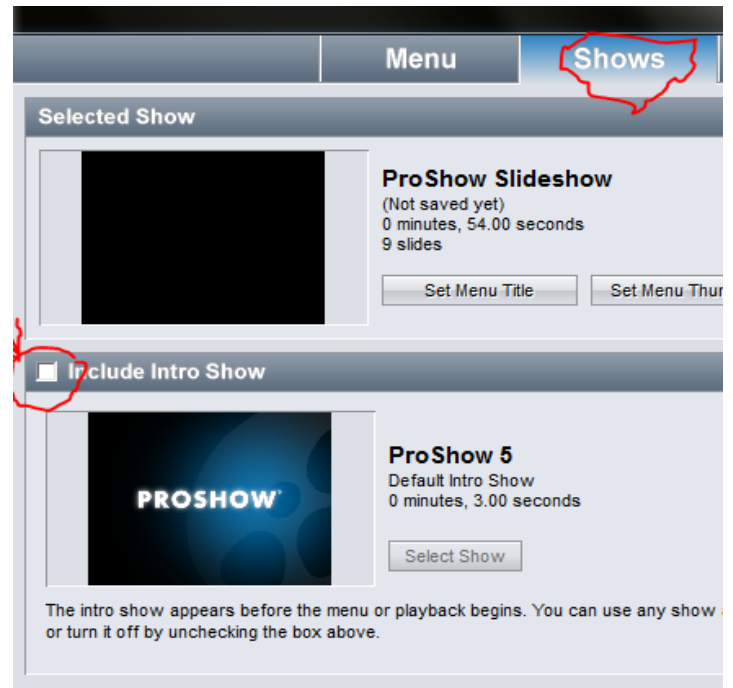 Menu
Shows
Selected Show
ProShow Slideshow
(Not saved yet)
0 minutes, 54.00 seconds
9 slides
Set Menu Title
Set Menu
Include Intro Show
PROSHOW
ProShow 5
Default Intro Show
0 minutes, 3.00 seconds
Select Show
The intro show appears before the menu or playback begins. You can use any show
or turn it off by unchecking the box above.